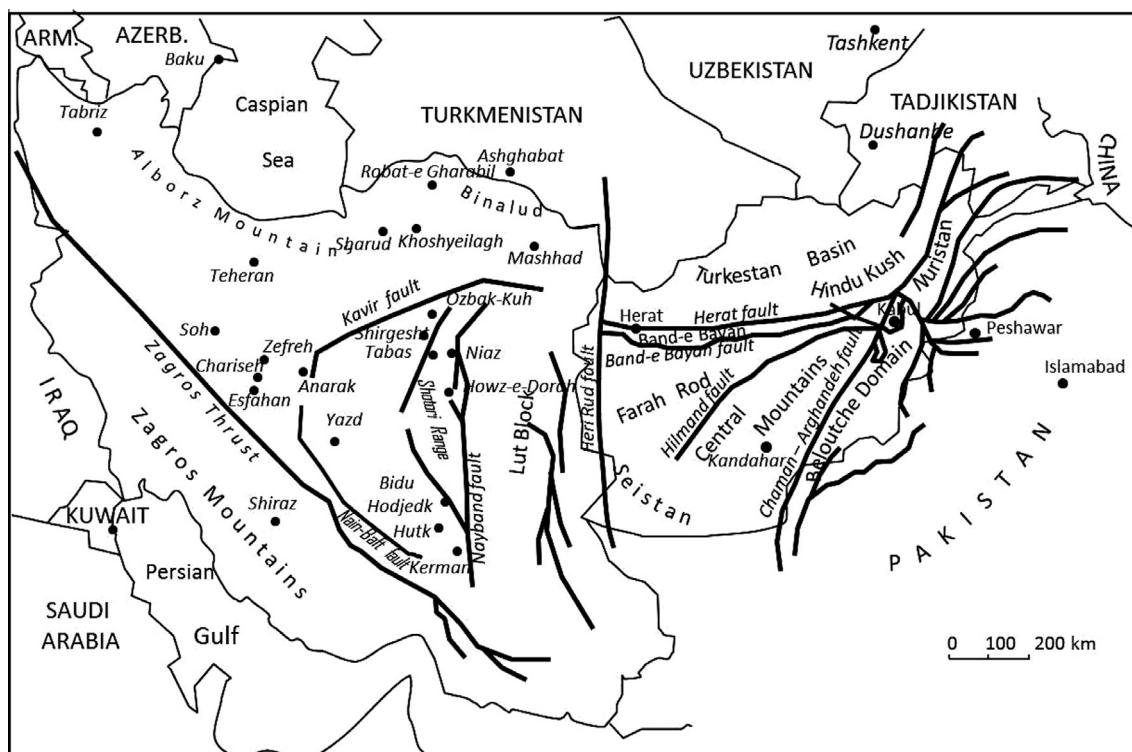 ARM.
AZERB.
Baku
Tabriz
Caspian
Sea
TURKMENISTAN
UZBEKISTAN
Tashkent
TADJIKISTAN
Dushanbe
CHINA
Alborz Mountains
Ashghabat
Robat-e Gharabil
Binalud
Sharud
Khoshyeilagh
Mashhad
Teheran
Turkestan Basin
Hindu Kush
Nuristan
Kavir fault
Ozbak-Kuh
Shirgesht
Tabas
Niaz
Howz-e-Dorah
Soh
Zefreh
Chariseh
Anarak
Esfahan
Yazd
Shotori Range
Lut Block
Heri Rud fault
Herat
Herat fault
Band-e Bayan
Band-e Bayan fault
Kabul
Peshawar
Islamabad
Farah Rod
Hilmand fault
Central Mountains
Kandahar
Chaman – Arghandeh fault
Beloutche Domain
Seistan
PAKISTAN
IRAQ
Zagros Thrust
Zagros Mountains
Shiraz
Bidu
Hodjedk
Hutk
Kerman
Nayband fault
Nain-Baft fault
KUWAIT
Persian
Gulf
SAUDI
ARABIA
0 100 200 km